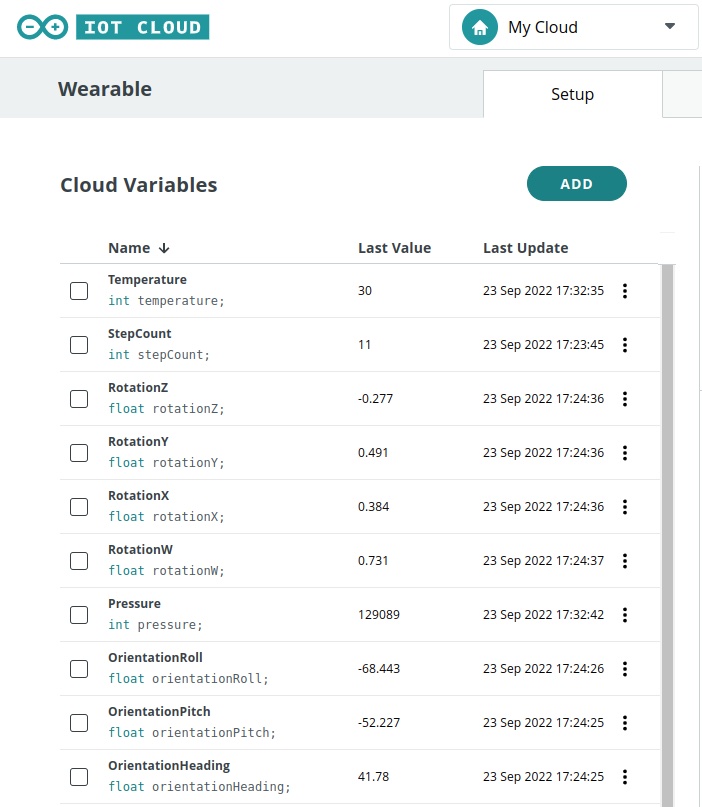 IOT CLOUD
My Cloud
Wearable
Setup
Cloud Variables
ADD
Name ↓ Last Value Last Update
Temperature
int temperature;
30 23 Sep 2022 17:32:35
StepCount
int stepCount;
11 23 Sep 2022 17:23:45
RotationZ
float rotationZ;
-0.277 23 Sep 2022 17:24:36
RotationY
float rotationY;
0.491 23 Sep 2022 17:24:36
RotationX
float rotationX;
0.384 23 Sep 2022 17:24:36
RotationW
float rotationW;
0.731 23 Sep 2022 17:24:37
Pressure
int pressure;
129089 23 Sep 2022 17:32:42
OrientationRoll
float orientationRoll;
-68.443 23 Sep 2022 17:24:26
OrientationPitch
float orientationPitch;
-52.227 23 Sep 2022 17:24:25
OrientationHeading
float orientationHeading;
41.78 23 Sep 2022 17:24:25